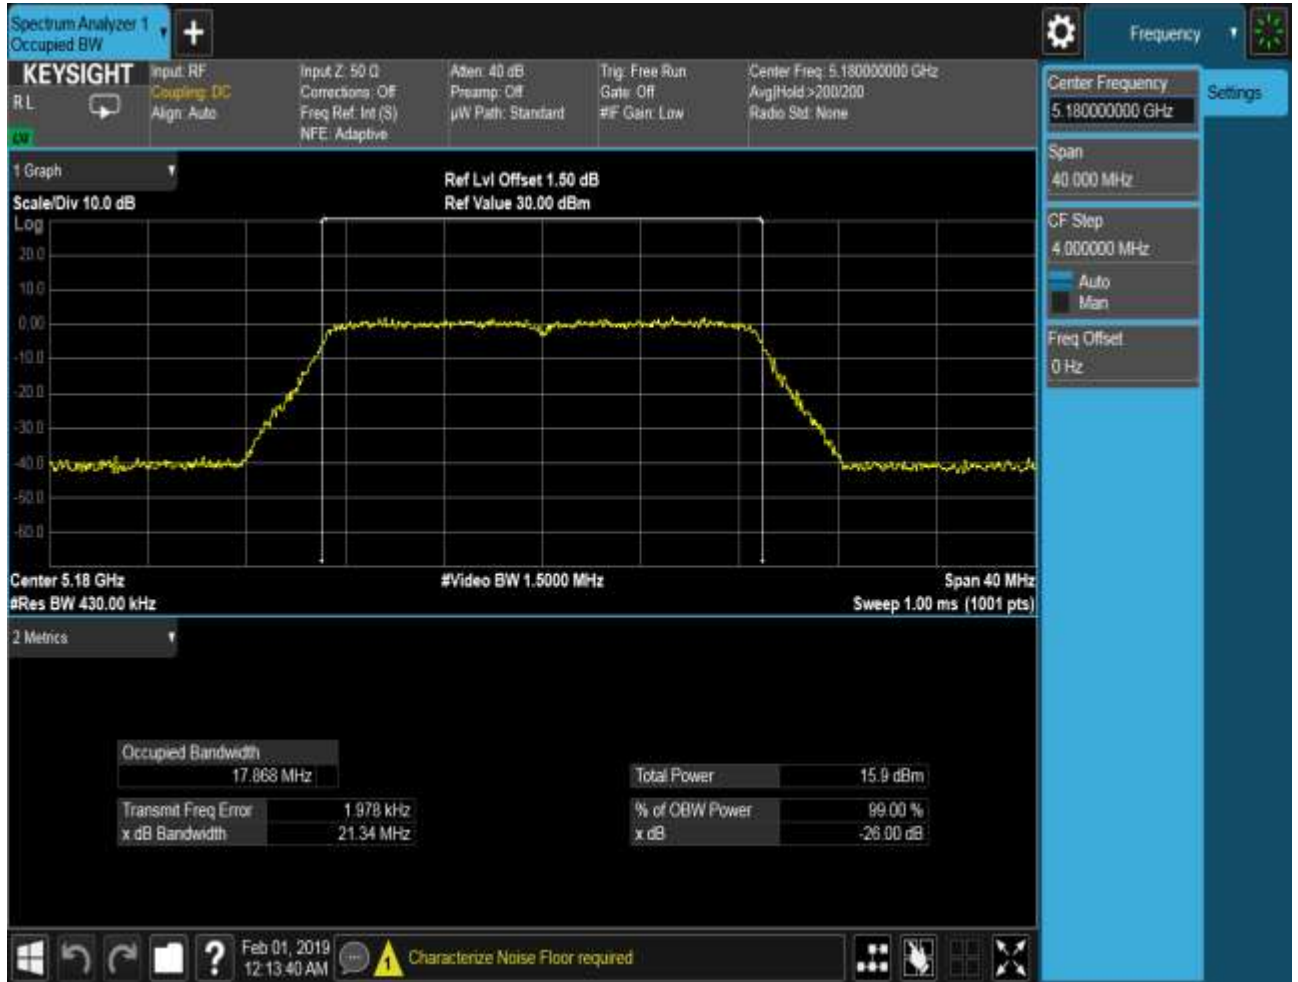 Spectrum Analyzer 1
Occupied BW
Frequency
KEYSIGHT
R L
Input: RF
Coupling: DC
Align: Auto
Input Z: 50 Ω
Corrections: Off
Freq Ref: Int (S)
NFE: Adaptive
Atten: 40 dB
Preamp: Off
µW Path: Standard
Trig: Free Run
Gate: Off
#IF Gain: Low
Center Freq: 5.180000000 GHz
Avg|Hold:>200/200
Radio Std: None
Center Frequency
5.180000000 GHz
Settings
Span
40.000 MHz
CF Step
4.000000 MHz
Auto
Man
Freq Offset
0 Hz
1 Graph
Scale/Div 10.0 dB
Ref Lvl Offset 1.50 dB
Ref Value 30.00 dBm
Log
20.0
10.0
0.00
-10.0
-20.0
-30.0
-40.0
-50.0
-60.0
Center 5.18 GHz
#Video BW 1.5000 MHz
Span 40 MHz
#Res BW 430.00 kHz
Sweep 1.00 ms (1001 pts)
2 Metrics
Occupied Bandwidth
17.868 MHz
Total Power 15.9 dBm
Transmit Freq Error 1.978 kHz
% of OBW Power 99.00 %
x dB Bandwidth 21.34 MHz
x dB -26.00 dB
?
Feb 01, 2019
12:13:40 AM
1
Characterize Noise Floor required